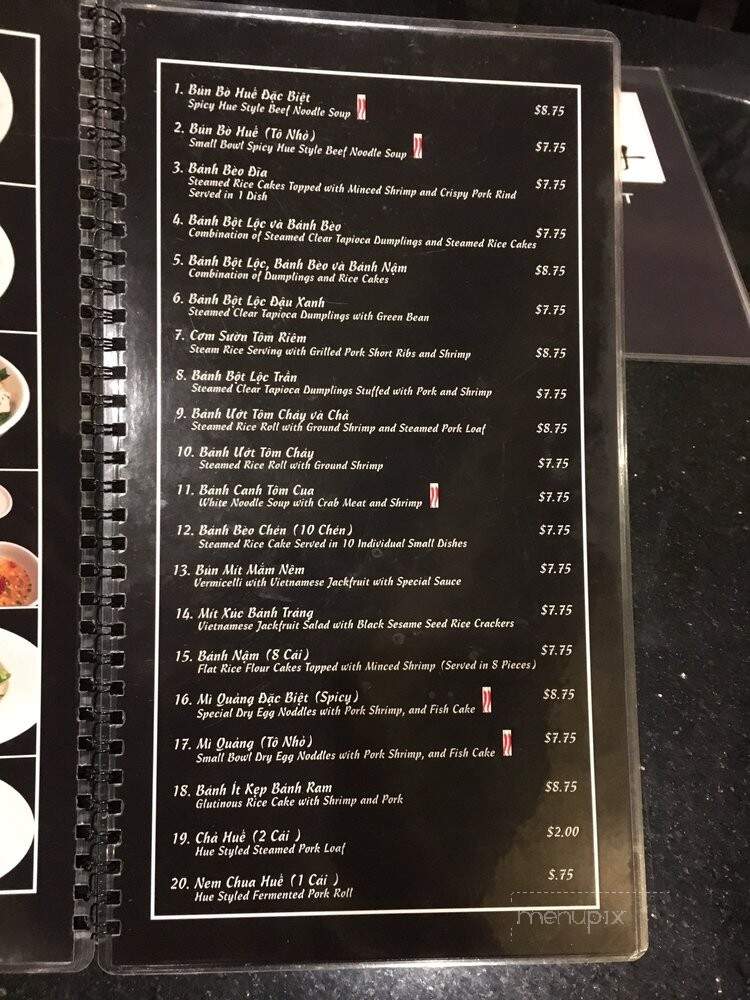 1. Bún Bò Huế Đặc Biệt
Spicy Hue Style Beef Noodle Soup $8.75
2. Bún Bò Huế (Tô Nhỏ)
Small Bowl Spicy Hue Style Beef Noodle Soup $7.75
3. Bánh Bèo Đĩa
Steamed Rice Cakes Topped with Minced Shrimp and Crispy Pork Rind $7.75
Served in 1 Dish
4. Bánh Bột Lộc và Bánh Bèo $7.75
Combination of Steamed Clear Tapioca Dumplings and Steamed Rice Cakes
5. Bánh Bột Lộc, Bánh Bèo và Bánh Nậm $8.75
Combination of Dumplings and Rice Cakes
6. Bánh Bột Lộc Đậu Xanh $7.75
Steamed Clear Tapioca Dumplings with Green Bean
7. Cơm Sườn Tôm Riêm
Steam Rice Serving with Grilled Pork Short Ribs and Shrimp $8.75
8. Bánh Bột Lộc Trần
Steamed Clear Tapioca Dumplings Stuffed with Pork and Shrimp $7.75
9. Bánh Ướt Tôm Cháy và Chả
Steamed Rice Roll with Ground Shrimp and Steamed Pork Loaf $8.75
10. Bánh Ướt Tôm Cháy
Steamed Rice Roll with Ground Shrimp $7.75
11. Bánh Canh Tôm Cua
White Noodle Soup with Crab Meat and Shrimp $7.75
12. Bánh Bèo Chén (10 Chén) $7.75
Steamed Rice Cake Served in 10 Individual Small Dishes
13. Bún Mít Mắm Nêm $7.75
Vermicelli with Vietnamese Jackfruit with Special Sauce
14. Mít Xúc Bánh Tráng $7.75
Vietnamese Jackfruit Salad with Black Sesame Seed Rice Crackers
15. Bánh Nậm (8 Cái) $7.75
Flat Rice Flour Cakes Topped with Minced Shrimp (Served in 8 Pieces)
16. Mì Quảng Đặc Biệt (Spicy) $8.75
Special Dry Egg Noddles with Pork Shrimp, and Fish Cake
17. Mì Quảng (Tô Nhỏ) $7.75
Small Bowl Dry Egg Noddles with Pork Shrimp, and Fish Cake
18. Bánh Ít Kẹp Bánh Ram $8.75
Glutinous Rice Cake with Shrimp and Pork
19. Chả Huế (2 Cái ) $2.00
Hue Styled Steamed Pork Loaf
20. Nem Chua Huế (1 Cái ) $.75
Hue Styled Fermented Pork Roll
menupix